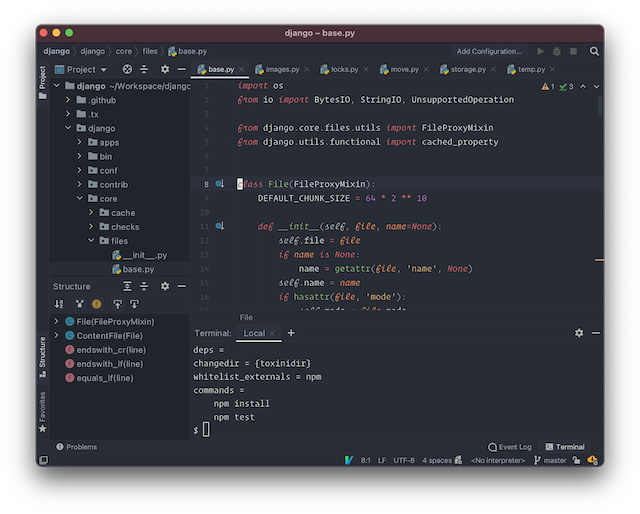 django – base.py
django django core files base.py
Add Configuration...
Project
base.py images.py locks.py move.py storage.py temp.py
Project
django ~/Workspace/django
.github
.tx
django
apps
bin
conf
contrib
core
cache
checks
files
__init__.py
base.py
1 import os
2 from io import BytesIO, StringIO, UnsupportedOperation
3
4 from django.core.files.utils import FileProxyMixin
5 from django.utils.functional import cached_property
6
7
8 class File(FileProxyMixin):
9 DEFAULT_CHUNK_SIZE = 64 * 2 ** 10
10
11 def __init__(self, file, name=None):
12 self.file = file
13 if name is None:
14 name = getattr(file, 'name', None)
15 self.name = name
16 if hasattr(file, 'mode'):
self.mode = file.mode
1 3
File
Structure
File(FileProxyMixin)
ContentFile(File)
endswith_cr(line)
endswith_lf(line)
equals_lf(line)
Structure
Favorites
Terminal: Local
deps =
changedir = {toxinidir}
whitelist_externals = npm
commands =
npm install
npm test
$
Problems
Event Log Terminal
8:1 LF UTF-8 4 spaces <No interpreter> master